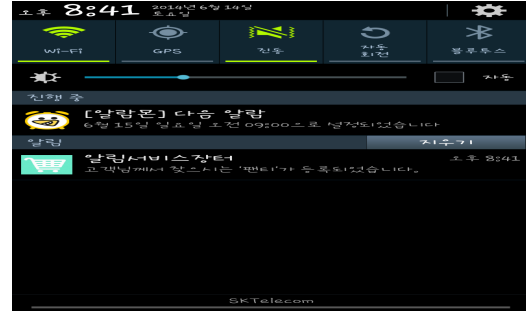 오후 8:41 2014년 6월 14일 토요일
Wi-Fi GPS 진동 자동 회전 블루투스
자동
진행 중
[알람몬] 다음 알람
6월 15일 일요일 오전 09:00으로 설정되었습니다
알림 지우기
알림서비스장터 오후 8:41
고객님께서 찾으시는 '팬티'가 등록되었습니다.
SKTelecom